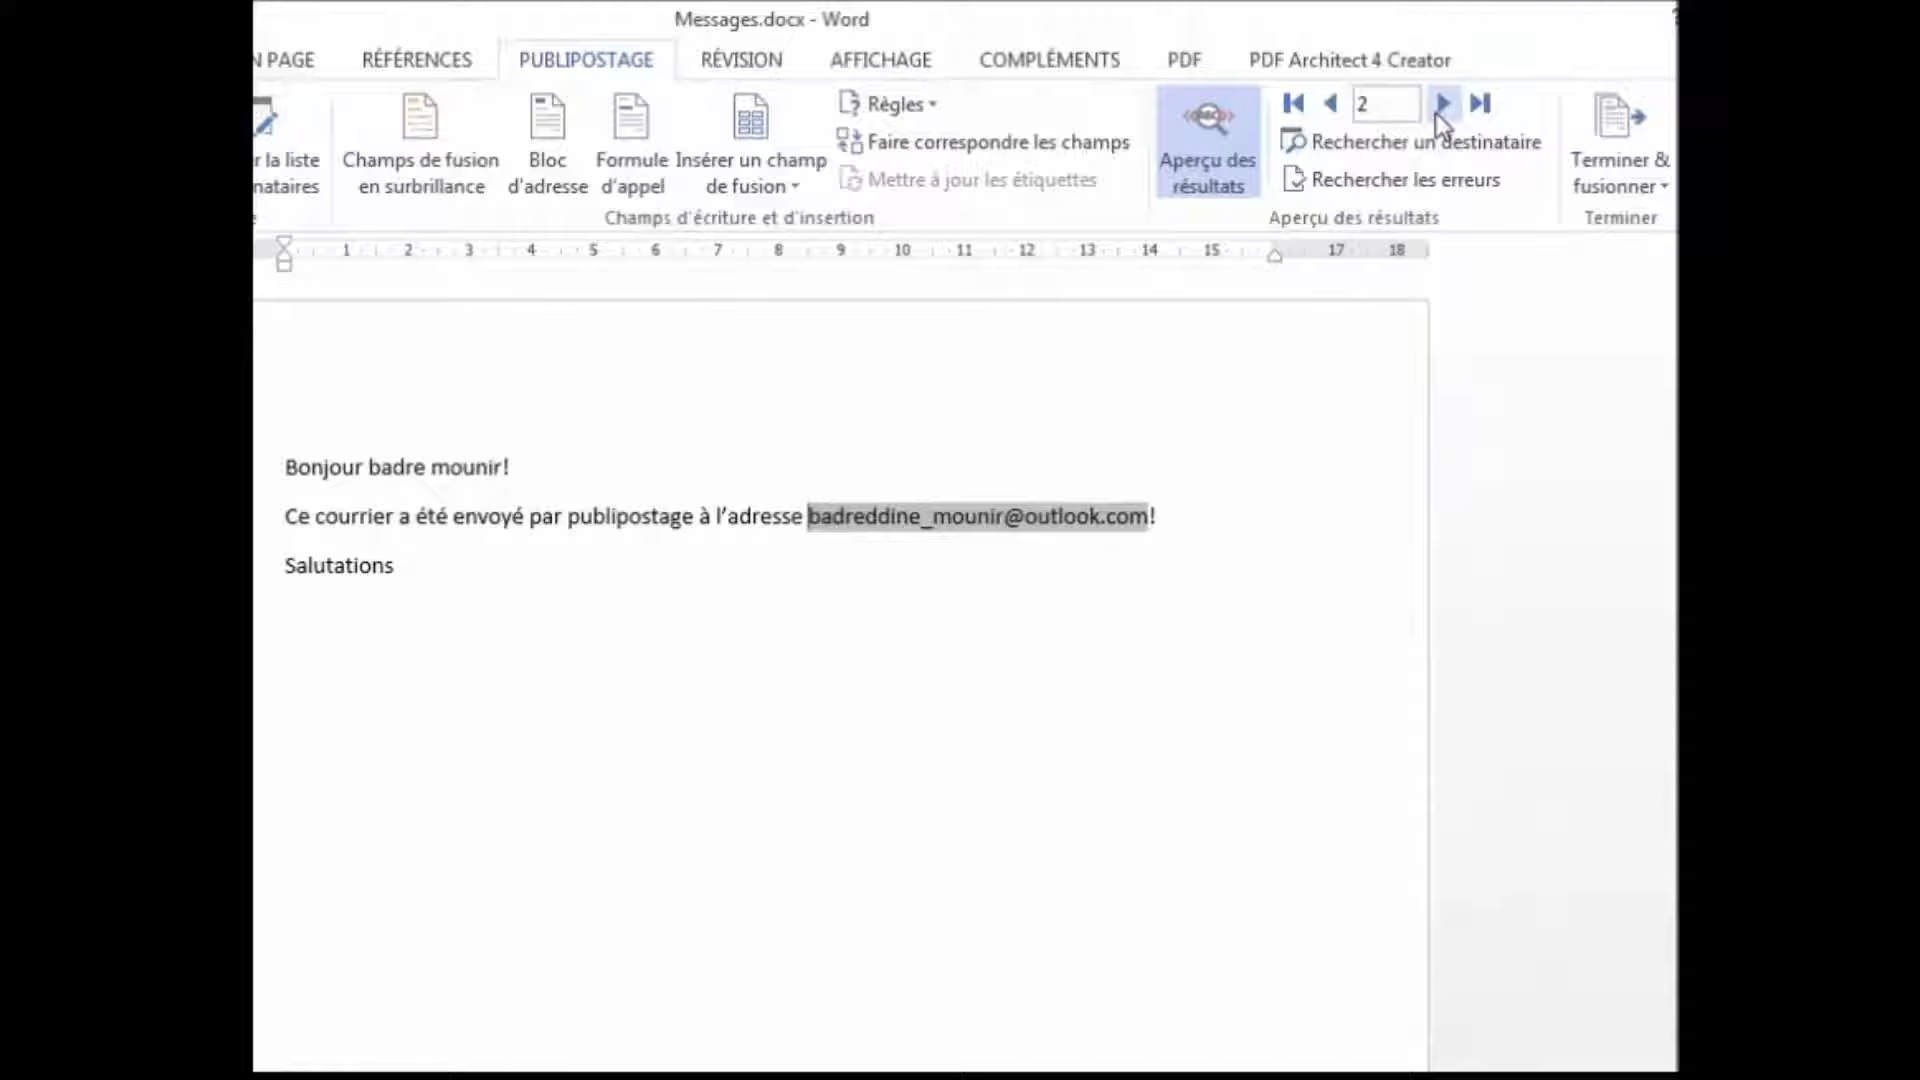 Messages.docx - Word
N PAGE RÉFÉRENCES PUBLIPOSTAGE RÉVISION AFFICHAGE COMPLÉMENTS PDF PDF Architect 4 Creator
r la liste
nataires
Champs de fusion
en surbrillance
Bloc
d'adresse
Formule
d'appel
Insérer un champ
de fusion
Règles
Faire correspondre les champs
Mettre à jour les étiquettes
Champs d'écriture et d'insertion
Aperçu des
résultats
2
Rechercher un destinataire
Rechercher les erreurs
Aperçu des résultats
Terminer &
fusionner
Terminer
1 2 3 4 5 6 7 8 9 10 11 12 13 14 15 17 18
Bonjour badre mounir!
Ce courrier a été envoyé par publipostage à l’adresse badreddine_mounir@outlook.com!
Salutations